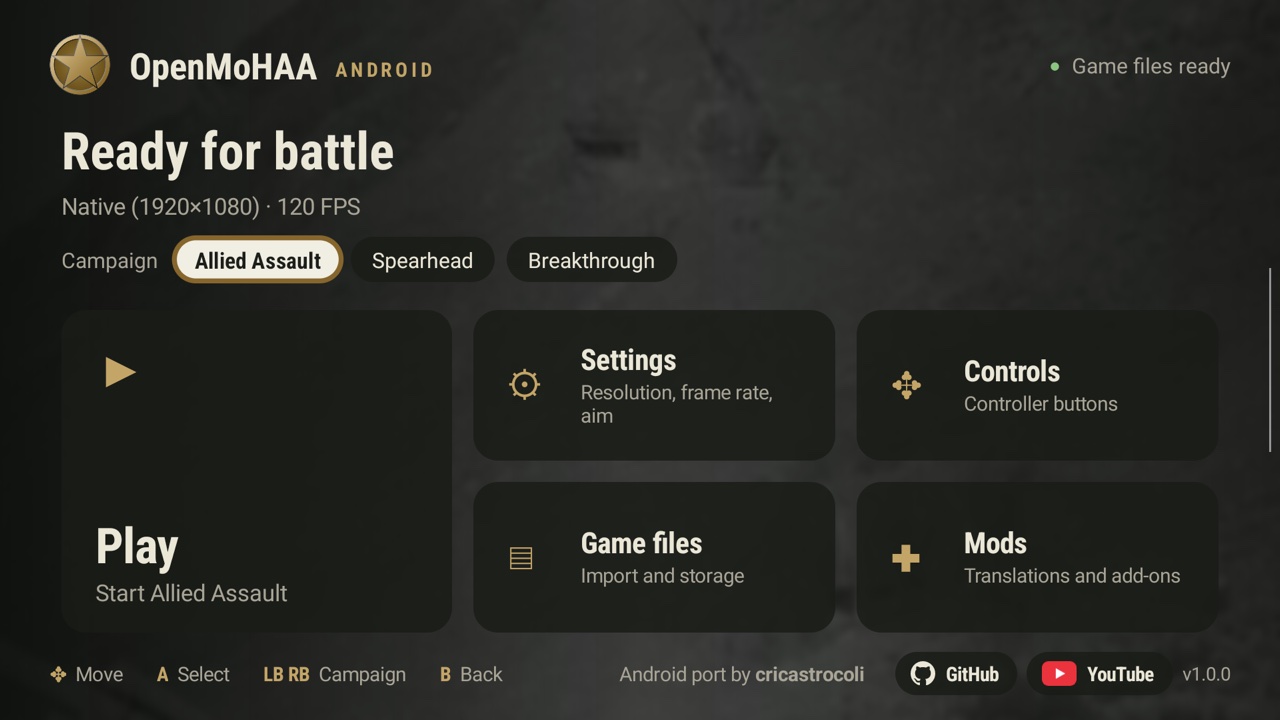 OpenMoHAA ANDROID
Game files ready
Ready for battle
Native (1920×1080) · 120 FPS
Campaign Allied Assault Spearhead Breakthrough
Play
Start Allied Assault
Settings
Resolution, frame rate,
aim
Controls
Controller buttons
Game files
Import and storage
Mods
Translations and add-ons
Move A Select LB RB Campaign B Back
Android port by cricastrocoli GitHub YouTube v1.0.0